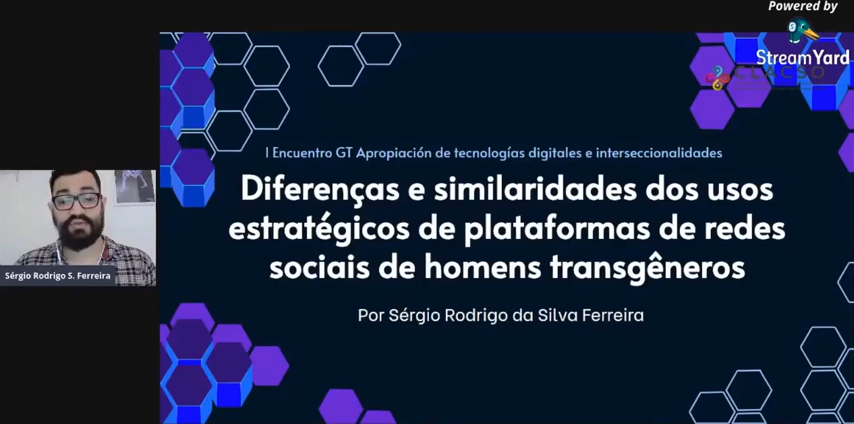 Powered by
StreamYard
CLACSO
I Encuentro GT Apropiación de tecnologías digitales e interseccionalidades
Diferenças e similaridades dos usos
estratégicos de plataformas de redes
sociais de homens transgêneros
Por Sérgio Rodrigo da Silva Ferreira
Sérgio Rodrigo S. Ferreira